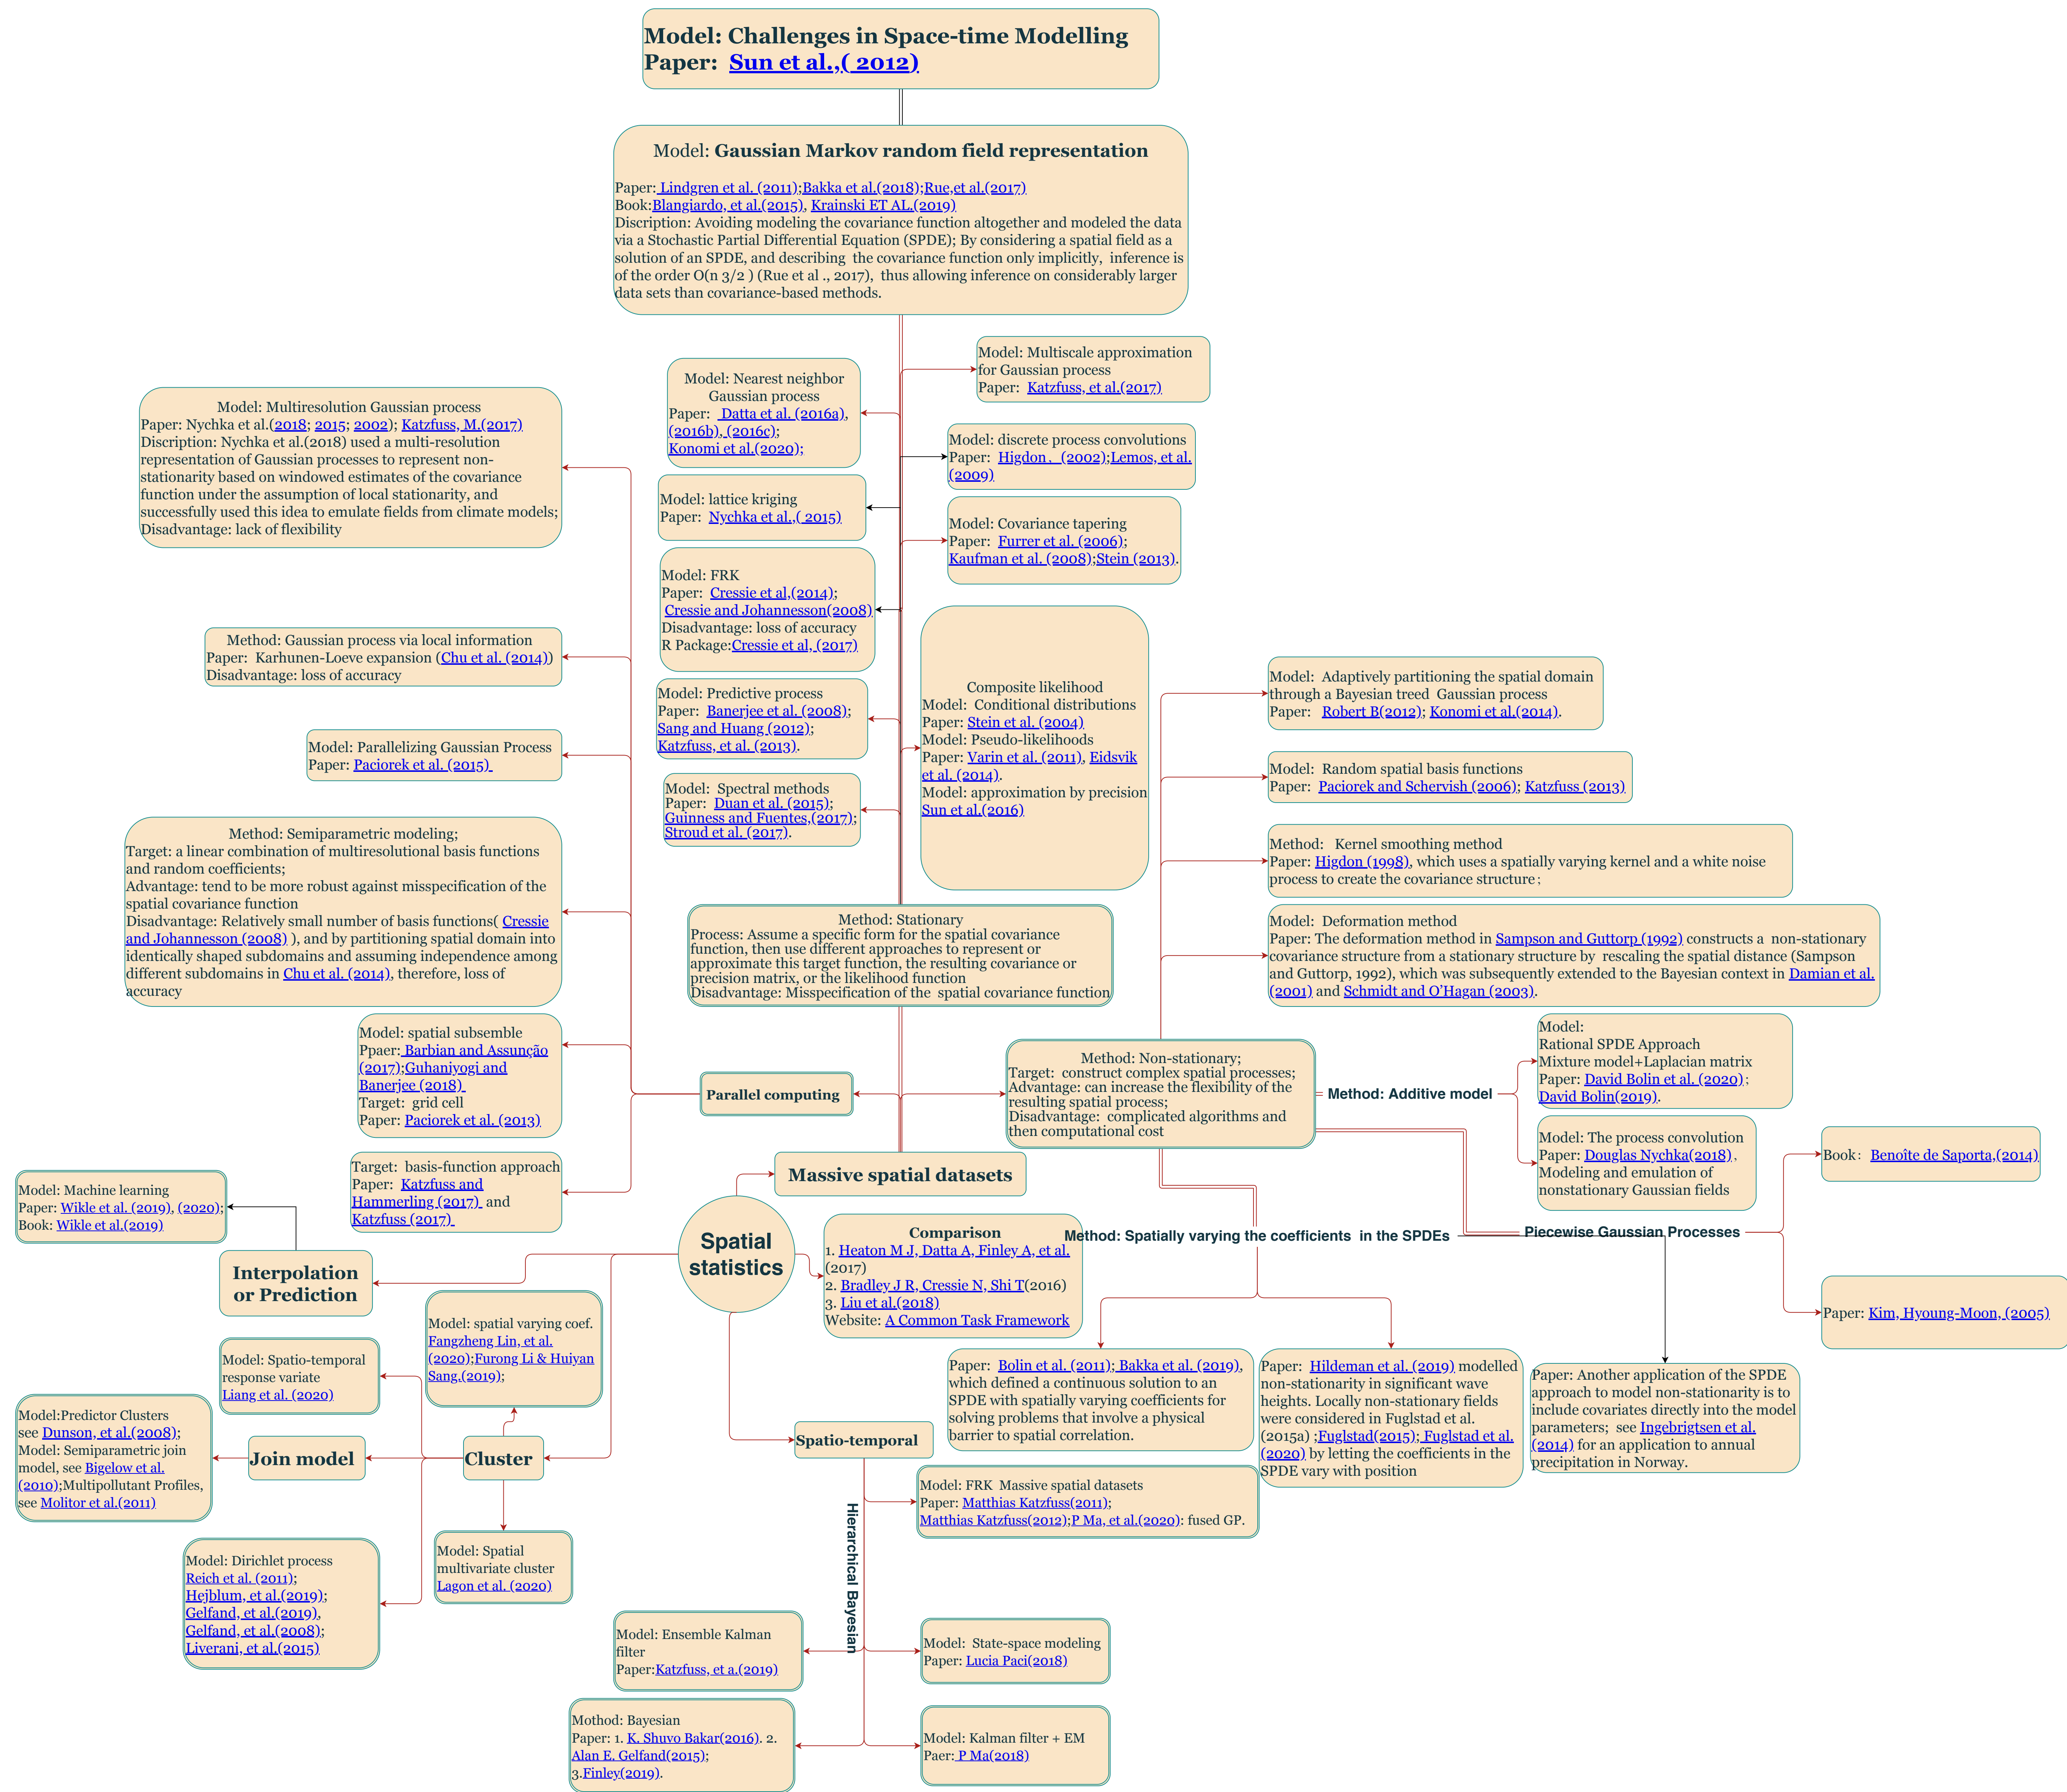 Model: Challenges in Space-time Modelling
Paper:  Sun et al.,( 2012)
Model: Gaussian Markov random field representation
Paper: Lindgren et al. (2011);Bakka et al.(2018);Rue,et al.(2017)
Book:Blangiardo, et al.(2015), Krainski ET AL.(2019)
Discription: Avoiding modeling the covariance function altogether and modeled the data
via a Stochastic Partial Differential Equation (SPDE); By considering a spatial field as a
solution of an SPDE, and describing  the covariance function only implicitly,  inference is
of the order O(n 3/2 ) (Rue et al ., 2017),  thus allowing inference on considerably larger
data sets than covariance-based methods.
Model: Multiscale approximation
for Gaussian process
Paper:  Katzfuss, et al.(2017)
Model: Nearest neighbor
Gaussian process
Paper:  Datta et al. (2016a),
(2016b), (2016c);
Konomi et al.(2020);
Model: Multiresolution Gaussian process
Paper: Nychka et al.(2018; 2015; 2002); Katzfuss, M.(2017)
Discription: Nychka et al.(2018) used a multi-resolution
representation of Gaussian processes to represent non-
stationarity based on windowed estimates of the covariance
function under the assumption of local stationarity, and
successfully used this idea to emulate fields from climate models;
Disadvantage: lack of flexibility
Model: discrete process convolutions
Paper:  Higdon.  (2002);Lemos, et al.
(2009)
Model: lattice kriging
Paper:  Nychka et al.,( 2015)
Model: Covariance tapering
Paper:  Furrer et al. (2006);
Kaufman et al. (2008);Stein (2013).
Model: FRK
Paper:  Cressie et al,(2014);
Cressie and Johannesson(2008)
Disadvantage: loss of accuracy
R Package:Cressie et al, (2017)
Method: Gaussian process via local information
Paper:  Karhunen-Loeve expansion (Chu et al. (2014))
Disadvantage: loss of accuracy
Composite likelihood
Model:  Conditional distributions
Paper: Stein et al. (2004)
Model: Pseudo-likelihoods
Paper: Varin et al. (2011), Eidsvik
et al. (2014).
Model: approximation by precision
Sun et al.(2016)
Model:  Adaptively partitioning the spatial domain
through a Bayesian treed  Gaussian process
Paper:   Robert B(2012); Konomi et al.(2014).
Model: Predictive process
Paper:  Banerjee et al. (2008);
Sang and Huang (2012);
Katzfuss, et al. (2013).
Model: Parallelizing Gaussian Process
Paper: Paciorek et al. (2015)
Model:  Random spatial basis functions
Paper:  Paciorek and Schervish (2006); Katzfuss (2013)
Model:  Spectral methods
Paper:  Duan et al. (2015);
Guinness and Fuentes,(2017);
Stroud et al. (2017).
Method: Semiparametric modeling;
Target: a linear combination of multiresolutional basis functions
and random coefficients;
Advantage: tend to be more robust against misspecification of the
spatial covariance function
Disadvantage: Relatively small number of basis functions( Cressie
and Johannesson (2008) ), and by partitioning spatial domain into
identically shaped subdomains and assuming independence among
different subdomains in Chu et al. (2014), therefore, loss of
accuracy
Method:   Kernel smoothing method
Paper: Higdon (1998), which uses a spatially varying kernel and a white noise
process to create the covariance structure;
Method: Stationary
Process: Assume a specific form for the spatial covariance
function, then use different approaches to represent or
approximate this target function, the resulting covariance or
precision matrix, or the likelihood function
Disadvantage: Misspecification of the  spatial covariance function
Model:  Deformation method
Paper: The deformation method in Sampson and Guttorp (1992) constructs a  non-stationary
covariance structure from a stationary structure by  rescaling the spatial distance (Sampson
and Guttorp, 1992), which was subsequently extended to the Bayesian context in Damian et al.
(2001) and Schmidt and O'Hagan (2003).
Model: spatial subsemble
Ppaer: Barbian and Assunção
(2017);Guhaniyogi and
Banerjee (2018)
Target:  grid cell
Paper: Paciorek et al. (2013)
Parallel computing
Method: Non-stationary;
Target:  construct complex spatial processes;
Advantage: can increase the flexibility of the
resulting spatial process;
Disadvantage:  complicated algorithms and
then computational cost
Method: Additive model
Model:
Rational SPDE Approach
Mixture model+Laplacian matrix
Paper: David Bolin et al. (2020);
David Bolin(2019).
Model: The process convolution
Paper: Douglas Nychka(2018).
Modeling and emulation of
nonstationary Gaussian fields
Book:  Benoîte de Saporta,(2014)
Target:  basis-function approach
Paper:  Katzfuss and
Hammerling (2017)  and
Katzfuss (2017)
Massive spatial datasets
Model: Machine learning
Paper: Wikle et al. (2019), (2020);
Book: Wikle et al.(2019)
Spatial
statistics
Comparison
1. Heaton M J, Datta A, Finley A, et al.
(2017)
2. Bradley J R, Cressie N, Shi T(2016)
3. Liu et al.(2018)
Website: A Common Task Framework
Method: Spatially varying the coefficients  in the SPDEs
Piecewise Gaussian Processes
Interpolation
or Prediction
Paper: Kim, Hyoung-Moon, (2005)
Model: spatial varying coef.
Fangzheng Lin, et al.
(2020);Furong Li & Huiyan
Sang.(2019);
Model: Spatio-temporal
response variate
Liang et al. (2020)
Paper:  Bolin et al. (2011); Bakka et al. (2019),
which defined a continuous solution to an
SPDE with spatially varying coefficients for
solving problems that involve a physical
barrier to spatial correlation.
Paper:  Hildeman et al. (2019) modelled
non-stationarity in significant wave
heights. Locally non-stationary fields
were considered in Fuglstad et al.
(2015a) ;Fuglstad(2015); Fuglstad et al.
(2020) by letting the coefficients in the
SPDE vary with position
Paper: Another application of the SPDE
approach to model non-stationarity is to
include covariates directly into the model
parameters;  see Ingebrigtsen et al.
(2014) for an application to annual
precipitation in Norway.
Model:Predictor Clusters
see Dunson, et al.(2008);
Model: Semiparametric join
model, see Bigelow et al.
(2010);Multipollutant Profiles,
see Molitor et al.(2011)
Join model
Cluster
Spatio-temporal
Model: FRK  Massive spatial datasets
Paper: Matthias Katzfuss(2011);
Matthias Katzfuss(2012);P Ma, et al.(2020): fused GP.
Hierarchical Bayesian
Model: Dirichlet process
Reich et al. (2011);
Hejblum, et al.(2019);
Gelfand, et al.(2019),
Gelfand, et al.(2008);
Liverani, et al.(2015)
Model: Spatial
multivariate cluster
Lagon et al. (2020)
Model: Ensemble Kalman
filter
Paper:Katzfuss, et a.(2019)
Model:  State-space modeling
Paper: Lucia Paci(2018)
Mothod: Bayesian
Paper: 1. K. Shuvo Bakar(2016). 2.
Alan E. Gelfand(2015);
3.Finley(2019).
Model: Kalman filter + EM
Paer: P Ma(2018)